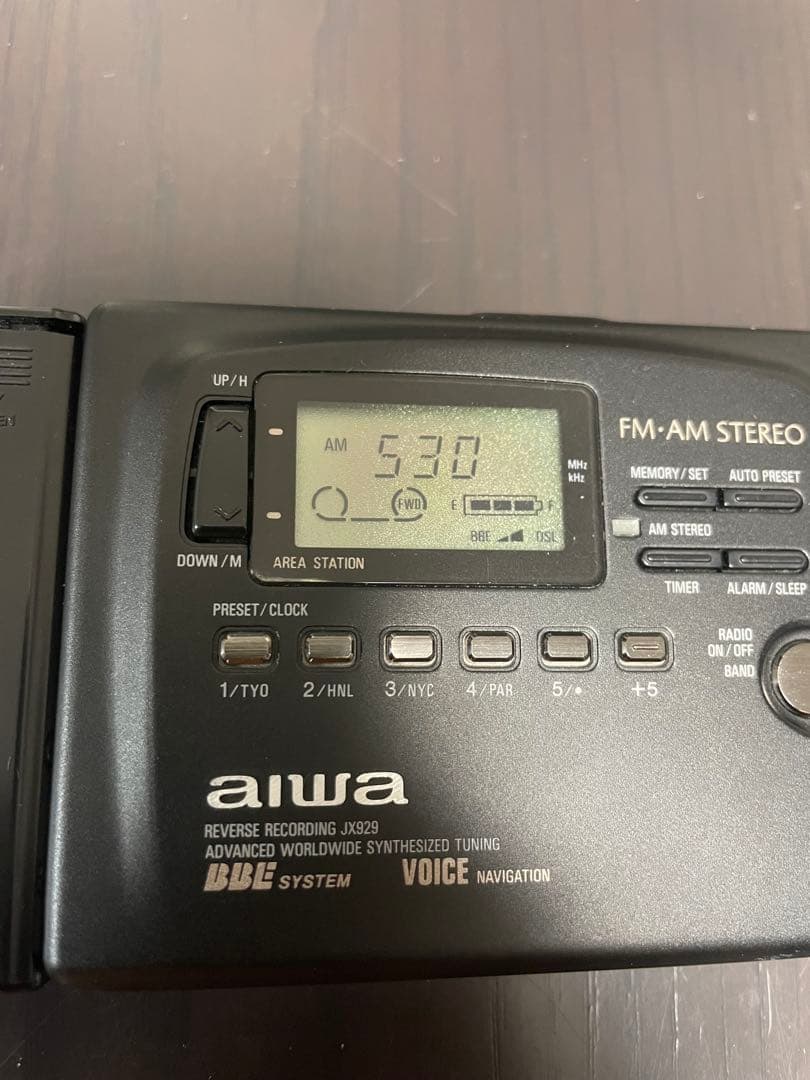 UP/H
FM•AM STEREO
AM 530
MHz
kHz
MEMORY/SET AUTO PRESET
FWD
E F
BBE DSL
AM STEREO
DOWN/M
AREA STATION
TIMER ALARM/SLEEP
PRESET/CLOCK
RADIO
ON/OFF
BAND
1/TYO 2/HNL 3/NYC 4/PAR 5/• +5
aiwa
REVERSE RECORDING JX929
ADVANCED WORLDWIDE SYNTHESIZED TUNING
BBE SYSTEM VOICE NAVIGATION